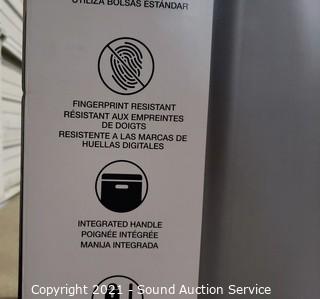 UTILIZA BOLSAS ESTÁNDAR
FINGERPRINT RESISTANT
RÉSISTANT AUX EMPREINTES
DE DOIGTS
RESISTENTE A LAS MARCAS DE
HUELLAS DIGITALES
INTEGRATED HANDLE
POIGNÉE INTÉGRÉE
MANIJA INTEGRADA
Copyright 2021 - Sound Auction Service